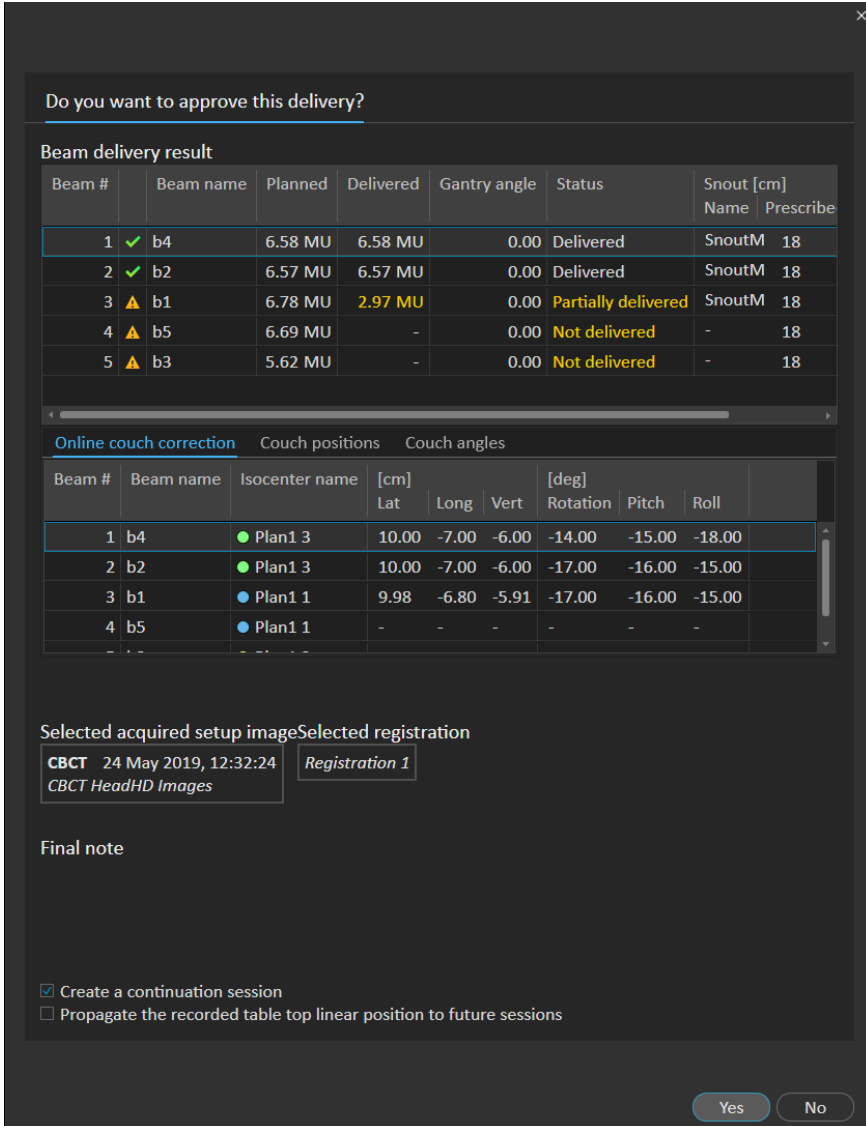 Do you want to approve this delivery?
Beam delivery result
Beam # Beam name Planned Delivered Gantry angle Status Snout [cm]
Name Prescribe
1 b4 6.58 MU 6.58 MU 0.00 Delivered SnoutM 18
2 b2 6.57 MU 6.57 MU 0.00 Delivered SnoutM 18
3 b1 6.78 MU 2.97 MU 0.00 Partially delivered SnoutM 18
4 b5 6.69 MU - 0.00 Not delivered - 18
5 b3 5.62 MU - 0.00 Not delivered - 18
Online couch correction Couch positions Couch angles
Beam # Beam name Isocenter name [cm] [deg]
Lat Long Vert Rotation Pitch Roll
1 b4 Plan1 3 10.00 -7.00 -6.00 -14.00 -15.00 -18.00
2 b2 Plan1 3 10.00 -7.00 -6.00 -17.00 -16.00 -15.00
3 b1 Plan1 1 9.98 -6.80 -5.91 -17.00 -16.00 -15.00
4 b5 Plan1 1 - - - - - -
Selected acquired setup image Selected registration
CBCT 24 May 2019, 12:32:24 Registration 1
CBCT HeadHD Images
Final note
Create a continuation session
Propagate the recorded table top linear position to future sessions
Yes No